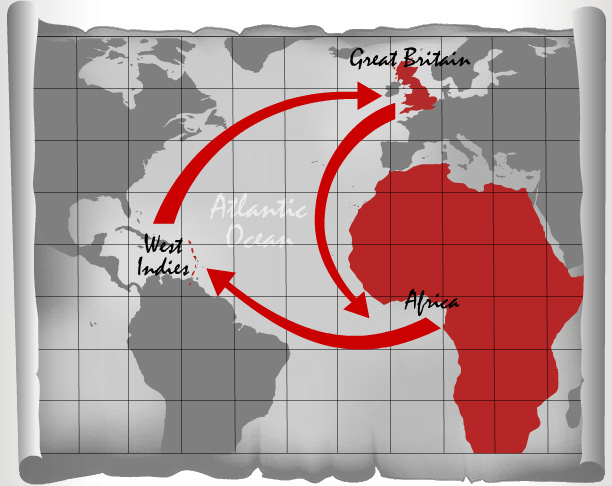 Great Britain
Atlantic
Ocean
West
Indies
Africa